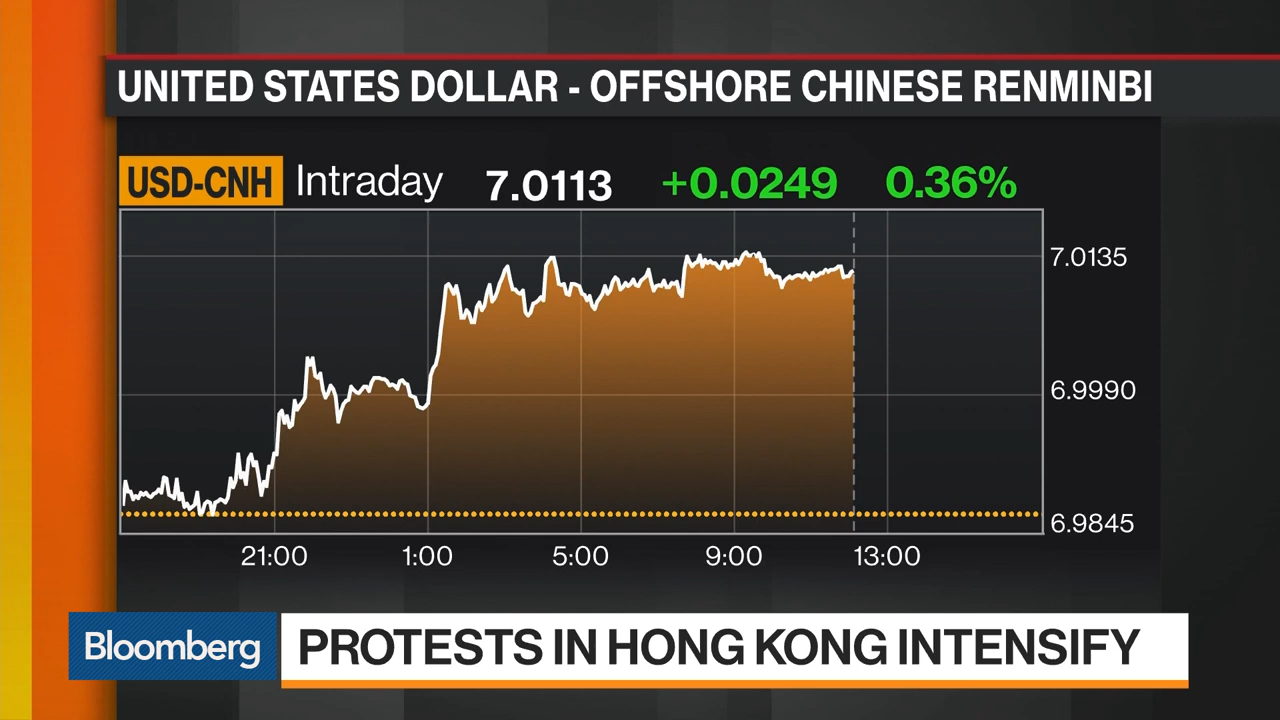 UNITED STATES DOLLAR - OFFSHORE CHINESE RENMINBI
USD-CNH Intraday 7.0113 +0.0249 0.36%
7.0135
6.9990
6.9845
21:00 1:00 5:00 9:00 13:00
Bloomberg PROTESTS IN HONG KONG INTENSIFY